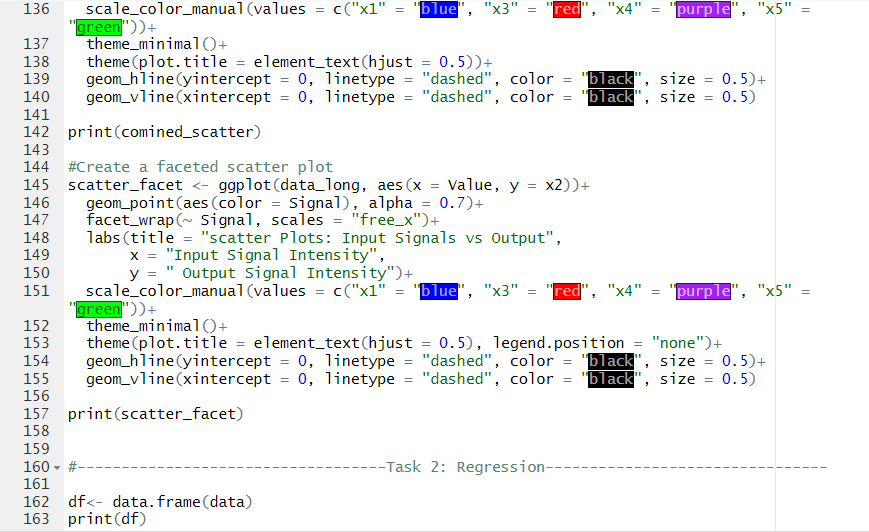 136 scale_color_manual(values = c("x1" = "blue", "x3" = "red", "x4" = "purple", "x5" =
"green"))+
137 theme_minimal()+
138 theme(plot.title = element_text(hjust = 0.5))+
139 geom_hline(yintercept = 0, linetype = "dashed", color = "black", size = 0.5)+
140 geom_vline(xintercept = 0, linetype = "dashed", color = "black", size = 0.5)
141
142 print(comined_scatter)
143
144 #Create a faceted scatter plot
145 scatter_facet <- ggplot(data_long, aes(x = Value, y = x2))+
146 geom_point(aes(color = Signal), alpha = 0.7)+
147 facet_wrap(~ Signal, scales = "free_x")+
148 labs(title = "scatter Plots: Input Signals vs Output",
149 x = "Input Signal Intensity",
150 y = " Output Signal Intensity")+
151 scale_color_manual(values = c("x1" = "blue", "x3" = "red", "x4" = "purple", "x5" =
"green"))+
152 theme_minimal()+
153 theme(plot.title = element_text(hjust = 0.5), legend.position = "none")+
154 geom_hline(yintercept = 0, linetype = "dashed", color = "black", size = 0.5)+
155 geom_vline(xintercept = 0, linetype = "dashed", color = "black", size = 0.5)
156
157 print(scatter_facet)
158
159
160 #-----------------------------------Task 2: Regression--------------------------------
161
162 df<- data.frame(data)
163 print(df)